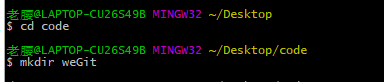 老腰@LAPTOP-CU26S49B MINGW32 ~/Desktop
$ cd code
老腰@LAPTOP-CU26S49B MINGW32 ~/Desktop/code
$ mkdir weGit